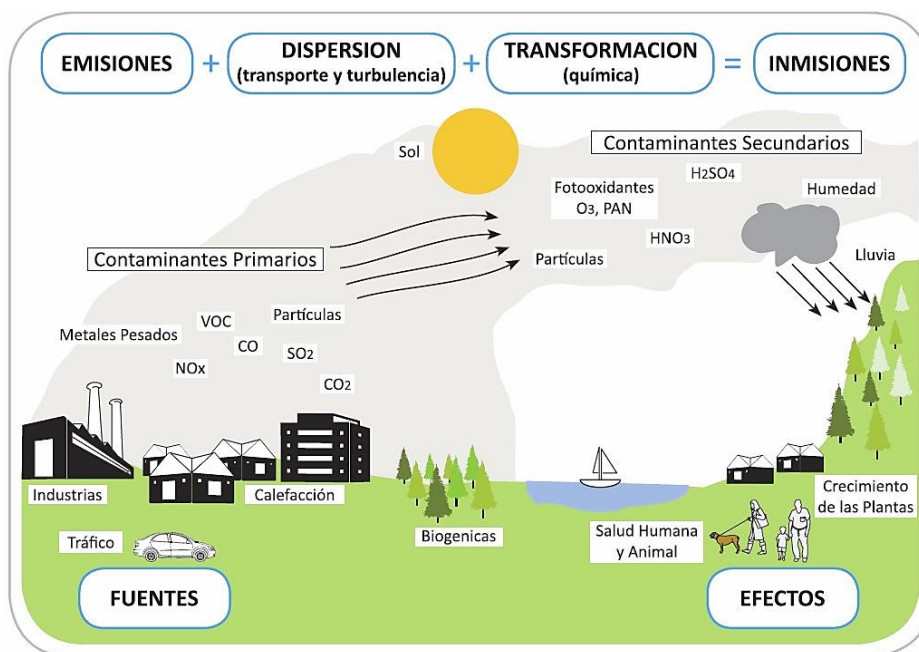 EMISIONES + DISPERSION (transporte y turbulencia) + TRANSFORMACION (química) = INMISIONES
Sol
Contaminantes Secundarios
H2SO4
Fotooxidantes
O3, PAN
Humedad
HNO3
Contaminantes Primarios
Partículas
Lluvia
Metales Pesados
VOC
Partículas
CO
SO2
NOx
CO2
Industrias
Calefacción
Biogenicas
Crecimiento
de las Plantas
Tráfico
Salud Humana
y Animal
FUENTES
EFECTOS